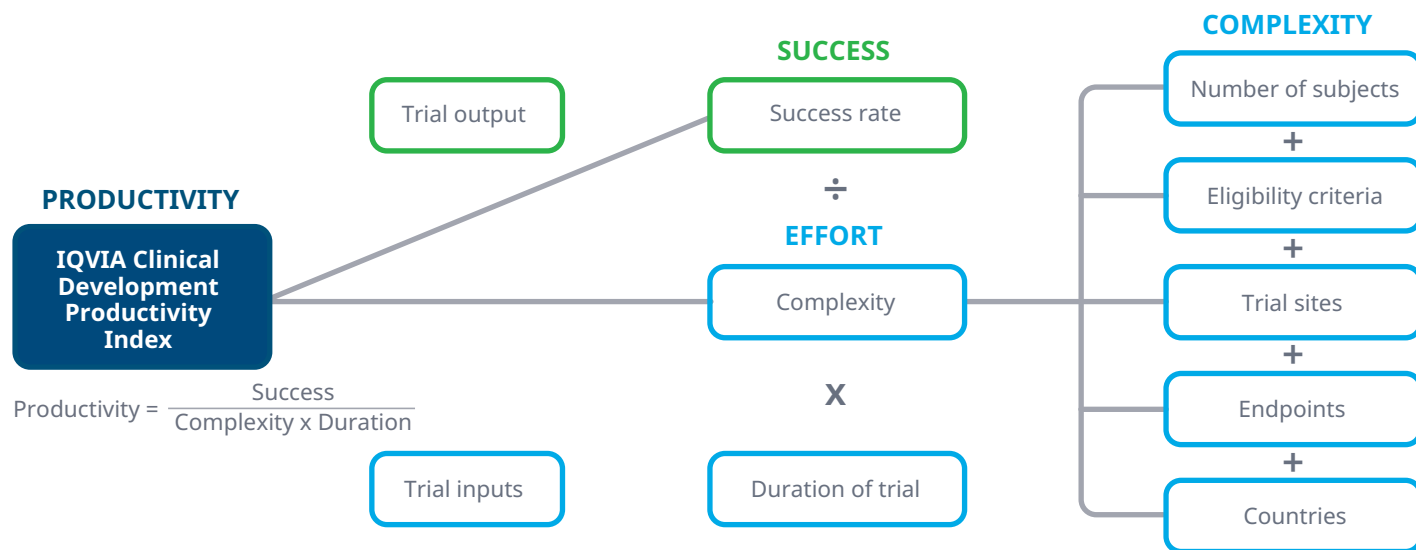 PRODUCTIVITY
IQVIA Clinical
Development
Productivity
Index
Productivity =
Success
Complexity x Duration
Trial output
Trial inputs
SUCCESS
Success rate
÷
EFFORT
Complexity
x
Duration of trial
COMPLEXITY
Number of subjects
+
Eligibility criteria
+
Trial sites
+
Endpoints
+
Countries